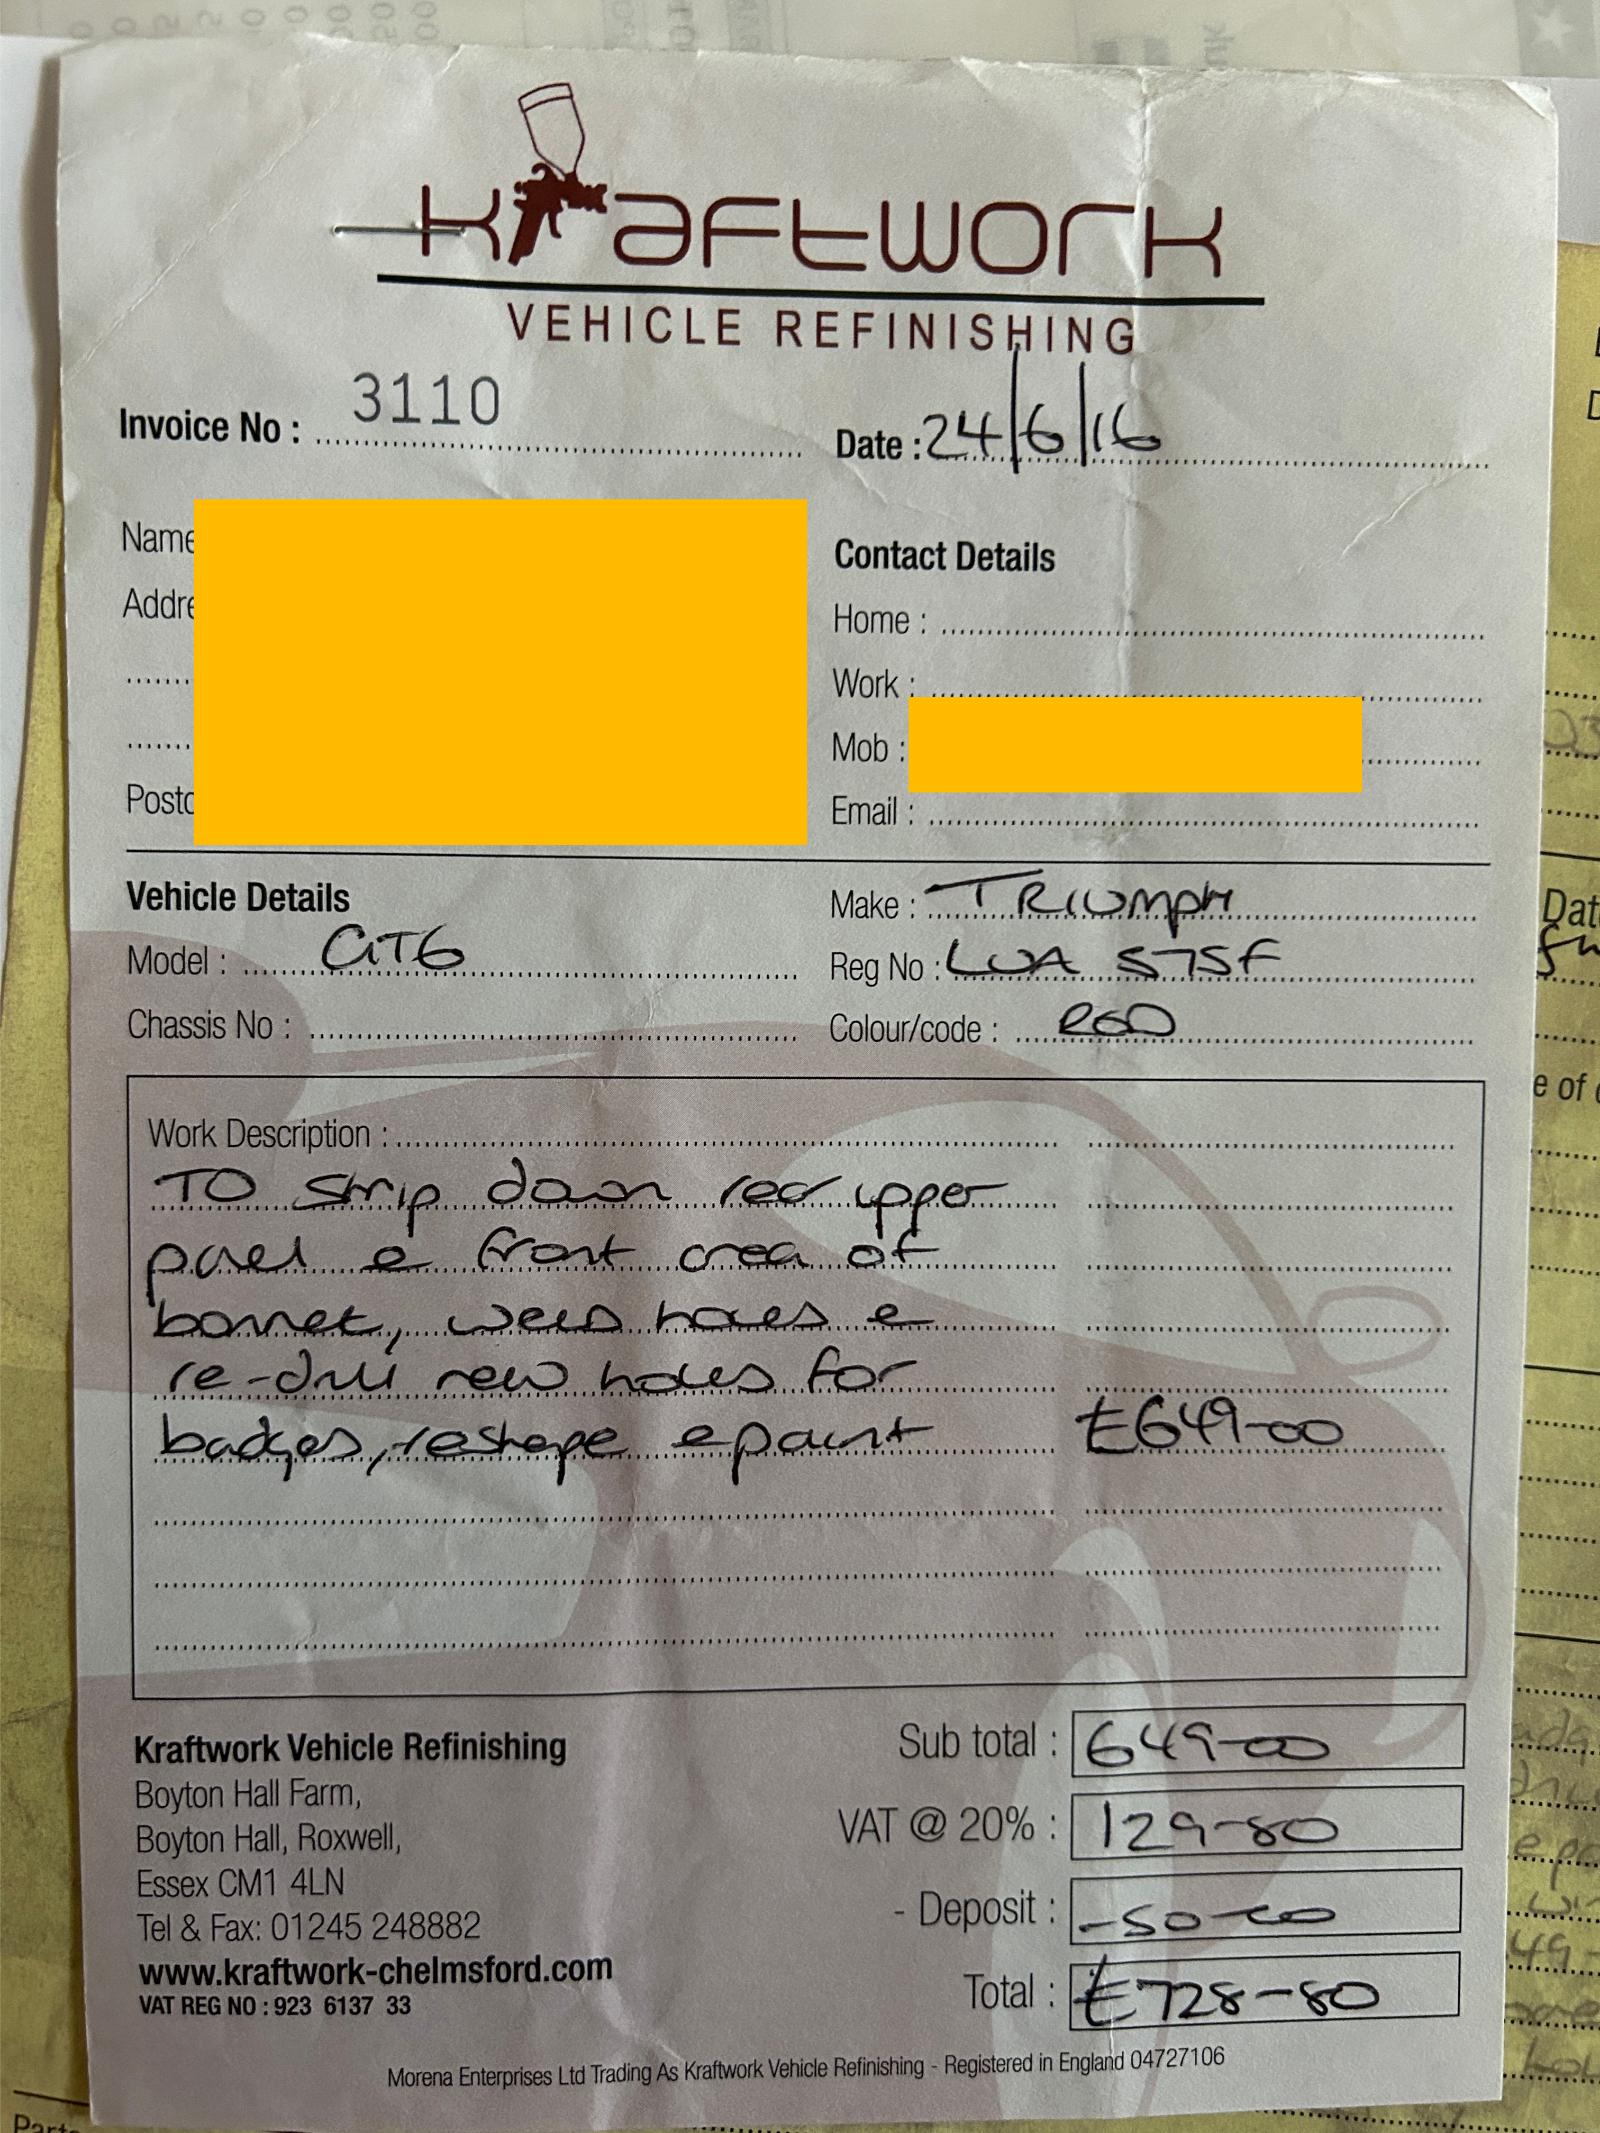 Kraftwork
VEHICLE REFINISHING
Invoice No : 3110
Date : 24/6/16
Name
Addre
Postc
Contact Details
Home :
Work :
Mob :
Email :
Vehicle Details
Make : TRIUMPH
Model : GT6
Reg No : LUA 575F
Chassis No :
Colour/code : RED
Work Description :
TO strip down rear upper
panel & front area of
bonnet, weld holes &
re-drill new holes for
badges, reshape & paint £649-00
Kraftwork Vehicle Refinishing
Boyton Hall Farm,
Boyton Hall, Roxwell,
Essex CM1 4LN
Tel & Fax: 01245 248882
www.kraftwork-chelmsford.com
VAT REG NO : 923 6137 33
Sub total : 649-00
VAT @ 20% : 129-80
- Deposit : -50-00
Total : £728-80
Morena Enterprises Ltd Trading As Kraftwork Vehicle Refinishing - Registered in England 04727106
Dat
e of
Parts